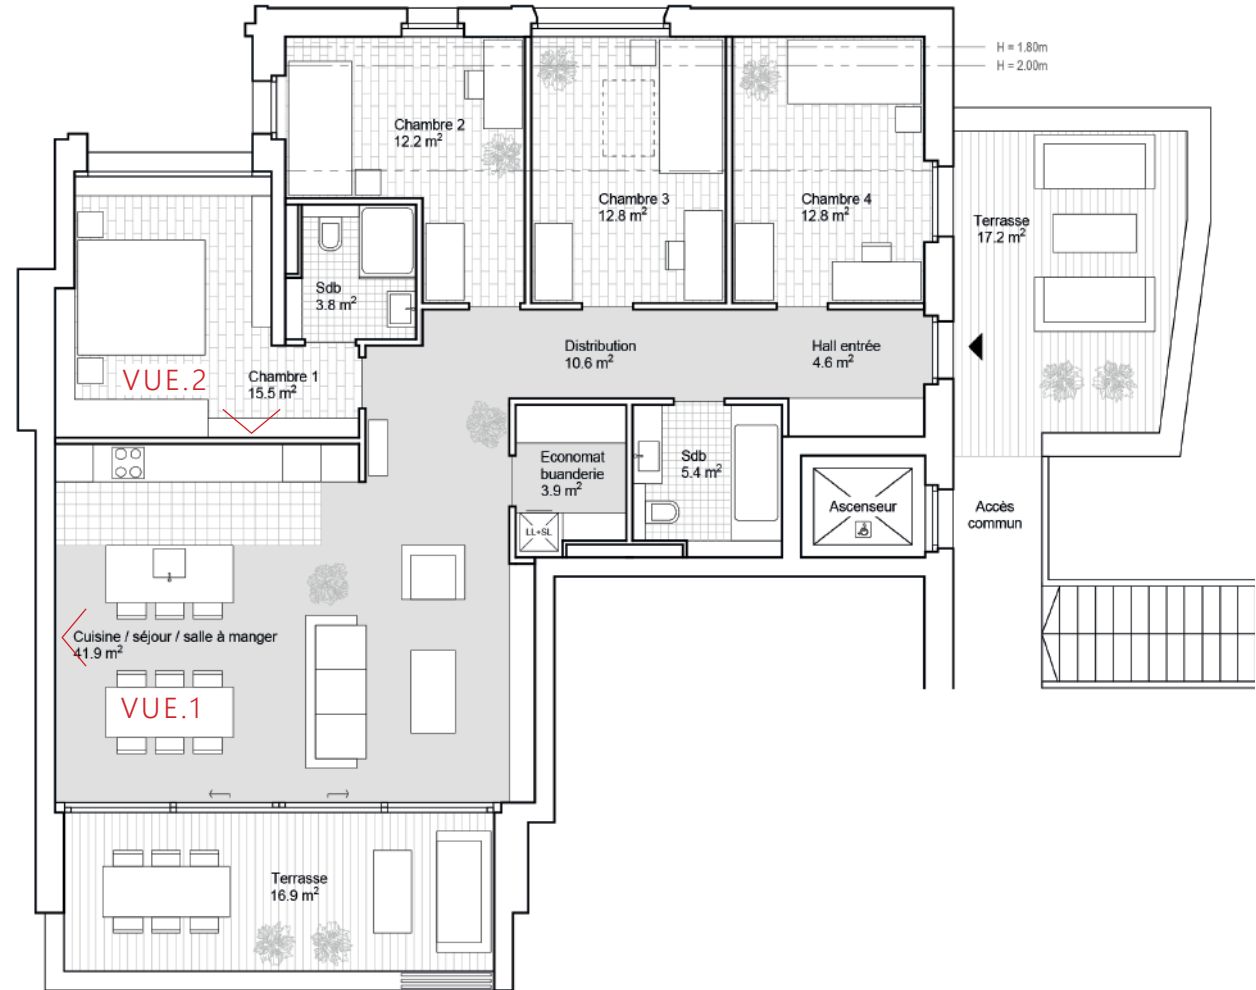 H = 1.80m
H = 2.00m
Chambre 2
12.2 m²
Chambre 3
12.8 m²
Chambre 4
12.8 m²
Terrasse
17.2 m²
Sdb
3.8 m²
Distribution
10.6 m²
Hall entrée
4.6 m²
Chambre 1
15.5 m²
VUE.2
Economat
buanderie
3.9 m²
Sdb
5.4 m²
LL+SL
Ascenseur
Accès
commun
Cuisine / séjour / salle à manger
41.9 m²
VUE.1
Terrasse
16.9 m²